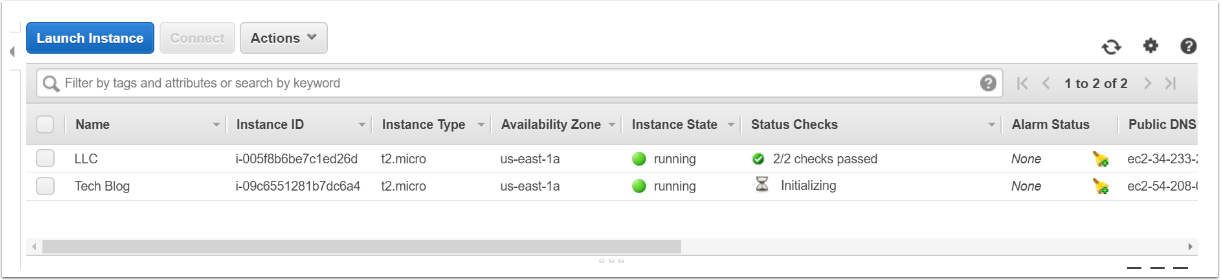 Launch Instance Connect Actions
Filter by tags and attributes or search by keyword 1 to 2 of 2
Name Instance ID Instance Type Availability Zone Instance State Status Checks Alarm Status Public DNS
LLC i-005f8b6be7c1ed26d t2.micro us-east-1a running 2/2 checks passed None ec2-34-233-2
Tech Blog i-09c6551281b7dc6a4 t2.micro us-east-1a running Initializing None ec2-54-208-0